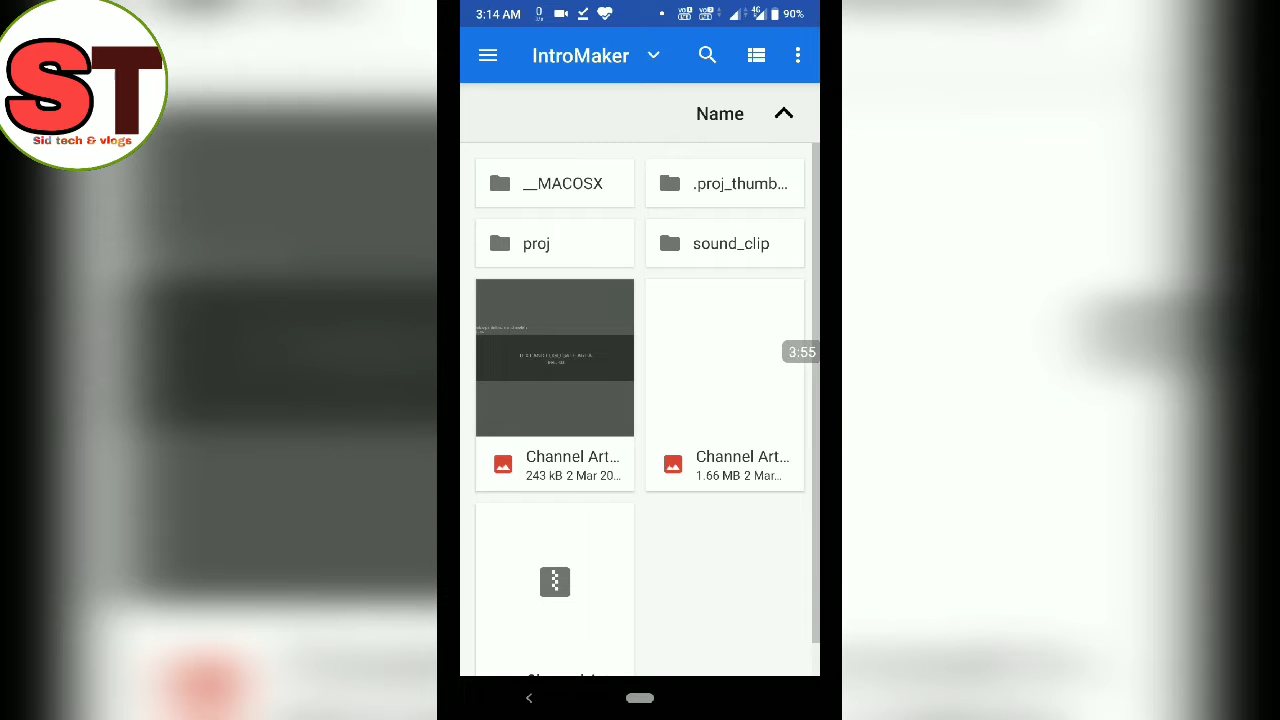 ST
Sid tech & vlogs
3:14 AM 0 90%
IntroMaker
Name
__MACOSX
.proj_thumb...
proj
sound_clip
3:55
Channel Art...
243 kB 2 Mar 20...
Channel Art...
1.66 MB 2 Mar...